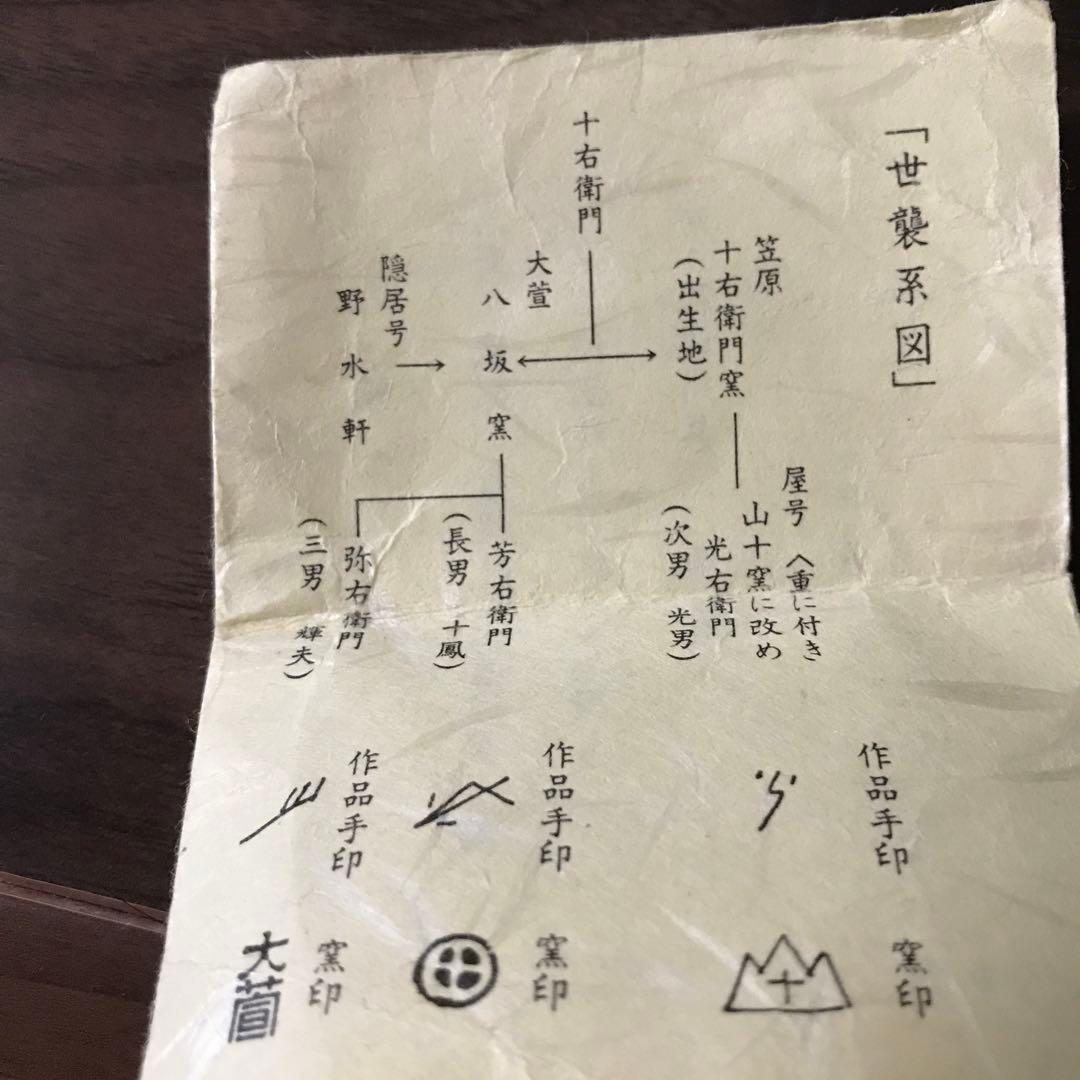 「世襲系図」
笠原
十右衛門窯
(出生地)
屋号 〈重に付き
山十窯に改め
光右衛門
(次男 光男)
十右衛門
大萱
八坂窯
隠居号
野水軒
芳右衛門
(長男 十鳳)
弥右衛門
(三男 輝夫)
作品手印
窯印
十
作品手印
窯印
作品手印
窯印
大萱